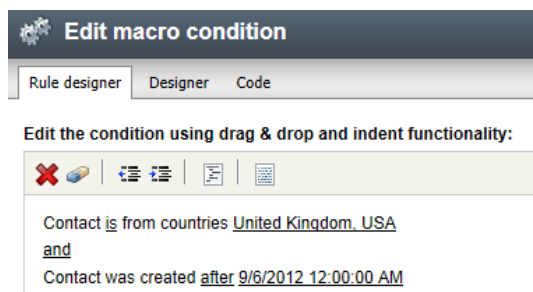 Edit macro condition
Rule designer Designer Code
Edit the condition using drag & drop and indent functionality:
Contact is from countries United Kingdom, USA
and
Contact was created after 9/6/2012 12:00:00 AM